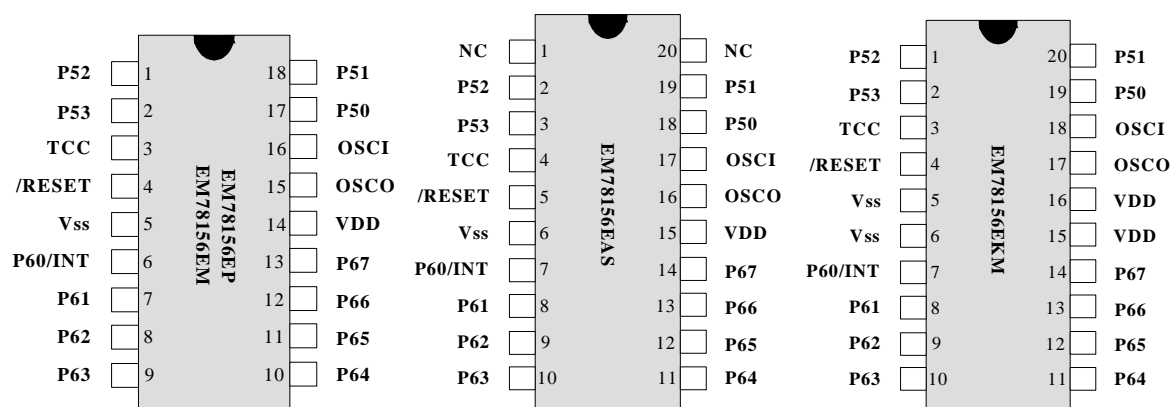 P52 1 18 P51
P53 2 17 P50
TCC 3 16 OSCI
/RESET 4 15 OSCO
Vss 5 14 VDD
P60/INT 6 13 P67
P61 7 12 P66
P62 8 11 P65
P63 9 10 P64
EM78156EP
EM78156EM
NC 1 20 NC
P52 2 19 P51
P53 3 18 P50
TCC 4 17 OSCI
/RESET 5 16 OSCO
Vss 6 15 VDD
P60/INT 7 14 P67
P61 8 13 P66
P62 9 12 P65
P63 10 11 P64
EM78156EAS
P52 1 20 P51
P53 2 19 P50
TCC 3 18 OSCI
/RESET 4 17 OSCO
Vss 5 16 VDD
Vss 6 15 VDD
P60/INT 7 14 P67
P61 8 13 P66
P62 9 12 P65
P63 10 11 P64
EM78156EKM